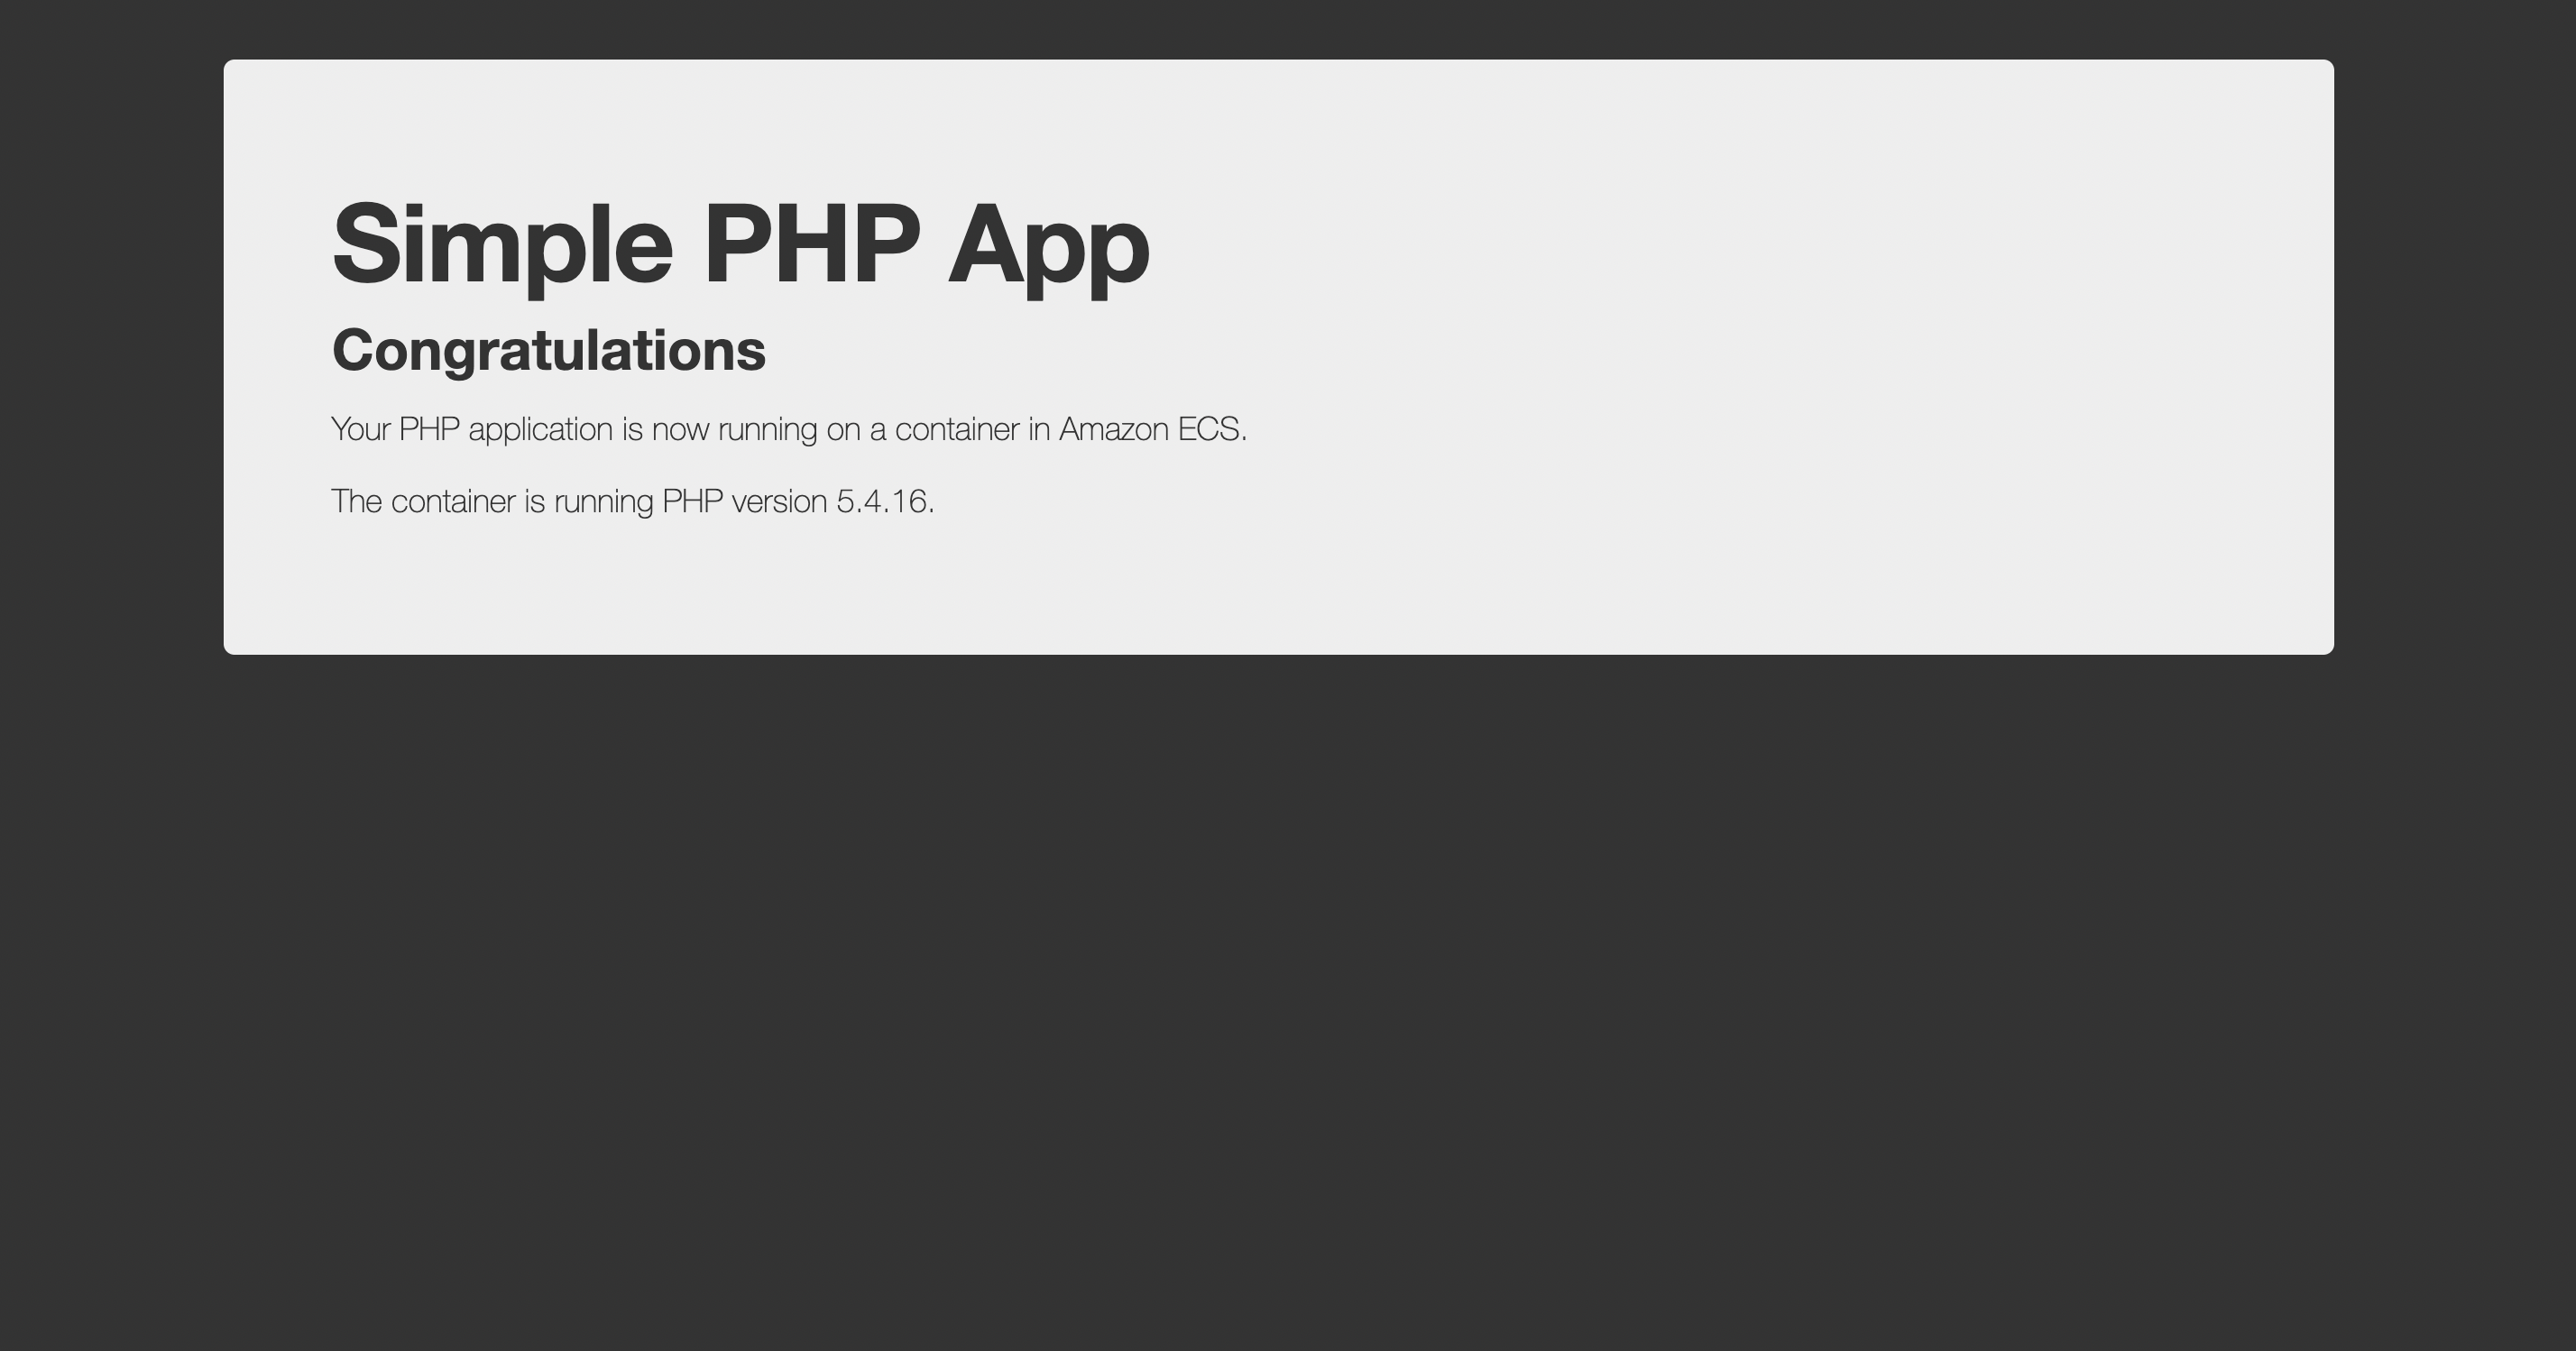 Simple PHP App
Congratulations
Your PHP application is now running on a container in Amazon ECS.
The container is running PHP version 5.4.16.